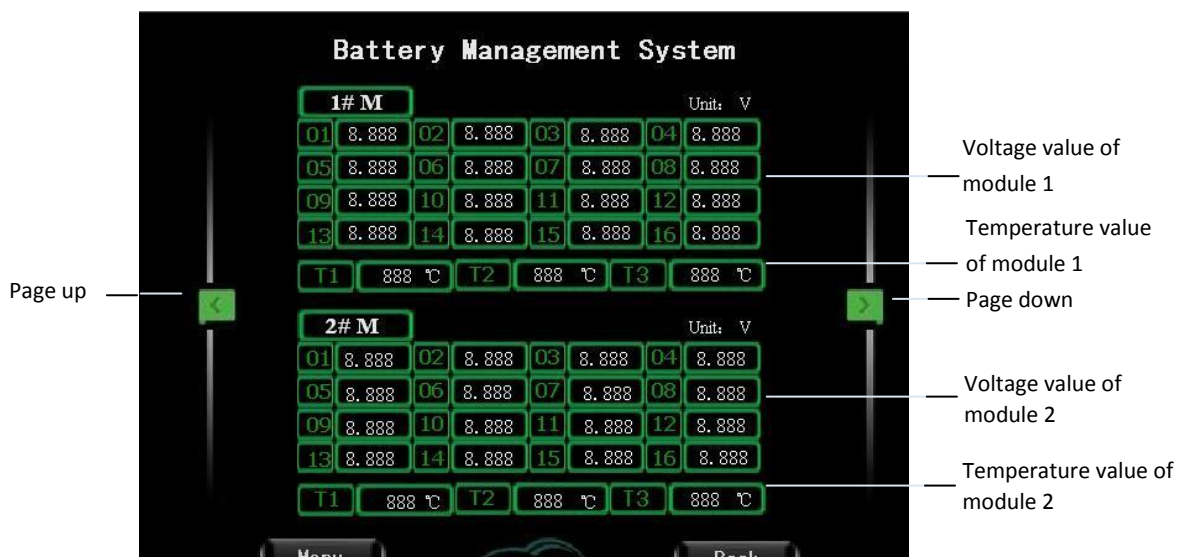 Battery Management System
1# M Unit: V
01 8.888 02 8.888 03 8.888 04 8.888
05 8.888 06 8.888 07 8.888 08 8.888
09 8.888 10 8.888 11 8.888 12 8.888
13 8.888 14 8.888 15 8.888 16 8.888
T1 888 ℃ T2 888 ℃ T3 888 ℃
2# M Unit: V
01 8.888 02 8.888 03 8.888 04 8.888
05 8.888 06 8.888 07 8.888 08 8.888
09 8.888 10 8.888 11 8.888 12 8.888
13 8.888 14 8.888 15 8.888 16 8.888
T1 888 ℃ T2 888 ℃ T3 888 ℃
Menu Back
Page up
<
>
Voltage value of
module 1
Temperature value
of module 1
Page down
Voltage value of
module 2
Temperature value of
module 2